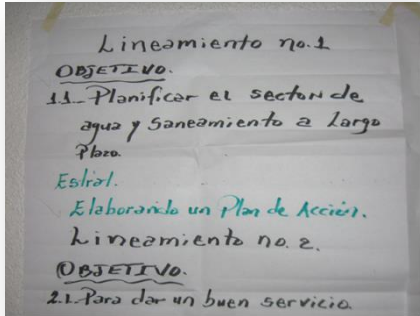 Lineamiento no.1
OBJETIVO.
1.1- Planificar el sector de
agua y saneamiento a Largo
Plazo.
Estrat.
Elaborando un Plan de Acción.
Lineamiento no. 2.
OBJETIVO.
2.1- Para dar un buen servicio.